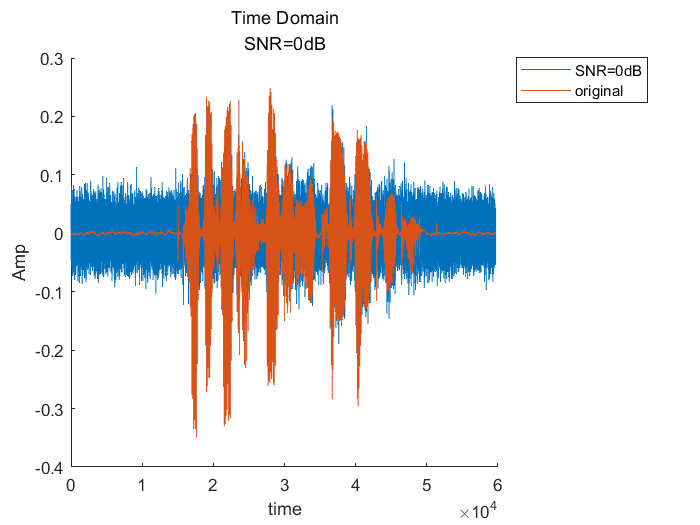 Time Domain
SNR=0dB
SNR=0dB
original
0.3
0.2
0.1
0
-0.1
-0.2
-0.3
-0.4
Amp
0 1 2 3 4 5 6
×10⁴
time